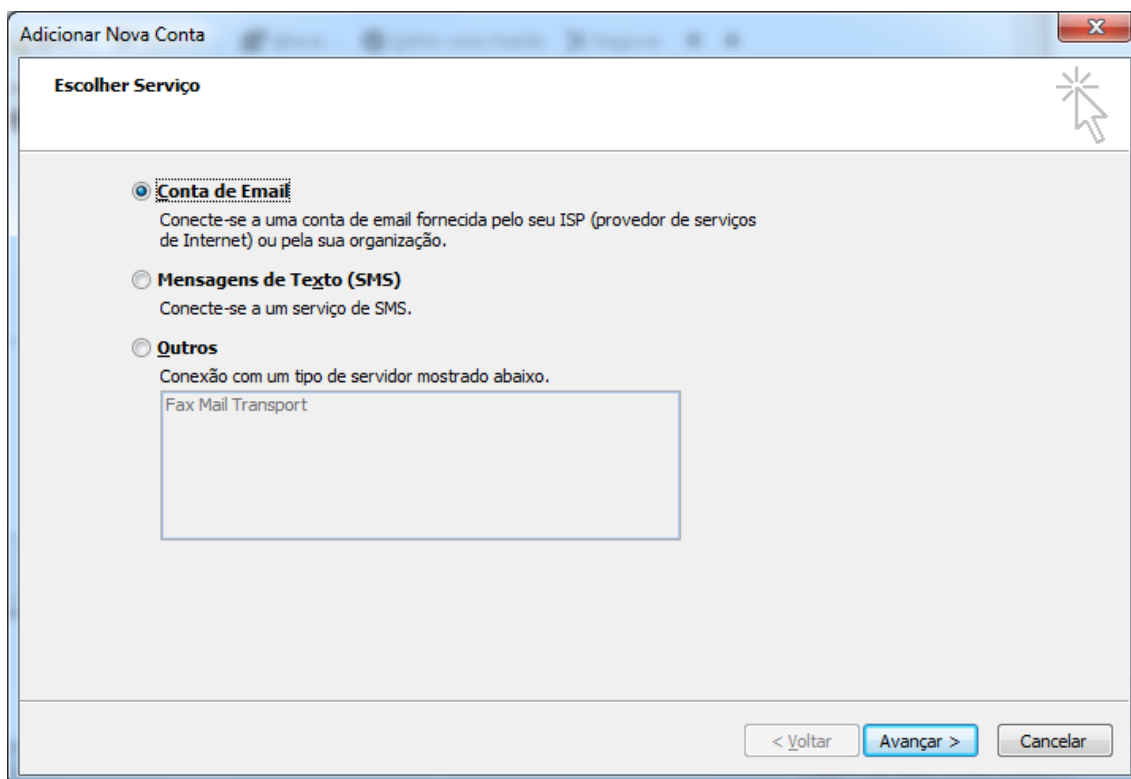 Adicionar Nova Conta
Escolher Serviço
Conta de Email
Conecte-se a uma conta de email fornecida pelo seu ISP (provedor de serviços
de Internet) ou pela sua organização.
Mensagens de Texto (SMS)
Conecte-se a um serviço de SMS.
Outros
Conexão com um tipo de servidor mostrado abaixo.
Fax Mail Transport
< Voltar
Avançar >
Cancelar